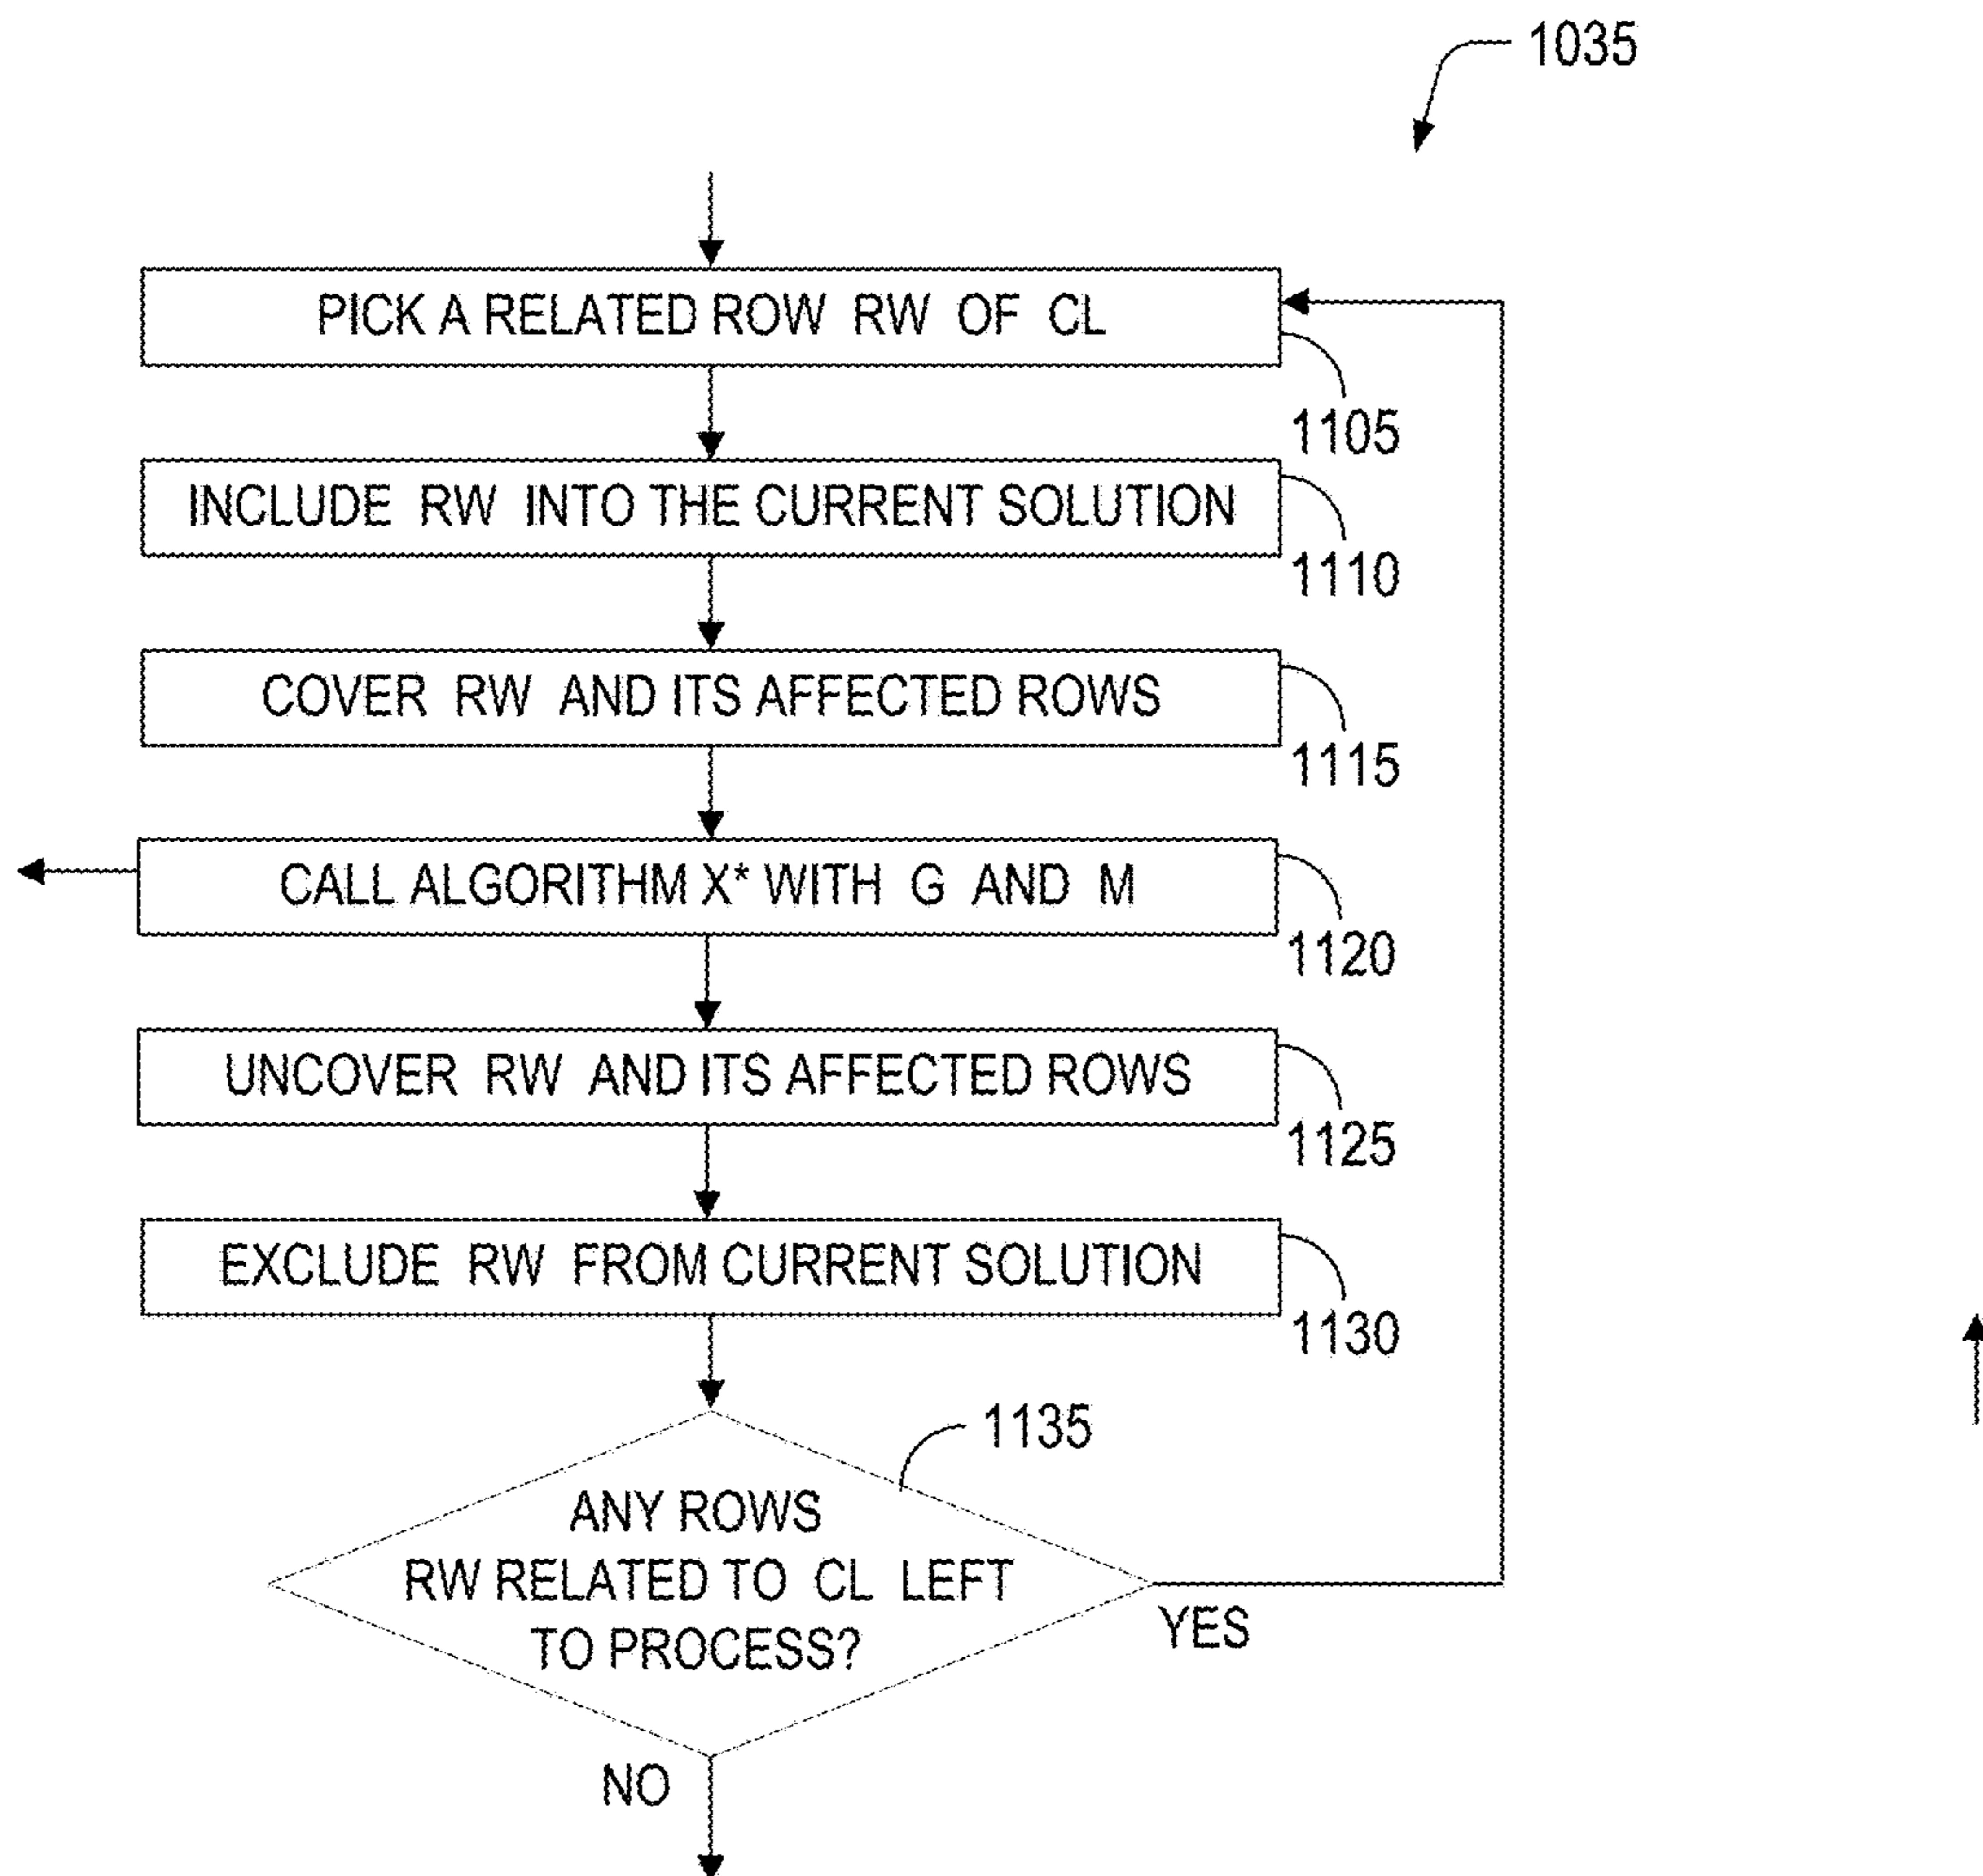 1035
PICK A RELATED ROW RW OF CL
1105
INCLUDE RW INTO THE CURRENT SOLUTION
1110
COVER RW AND ITS AFFECTED ROWS
1115
CALL ALGORITHM X* WITH G AND M
1120
UNCOVER RW AND ITS AFFECTED ROWS
1125
EXCLUDE RW FROM CURRENT SOLUTION
1130
1135
ANY ROWS
RW RELATED TO CL LEFT
TO PROCESS?
YES
NO